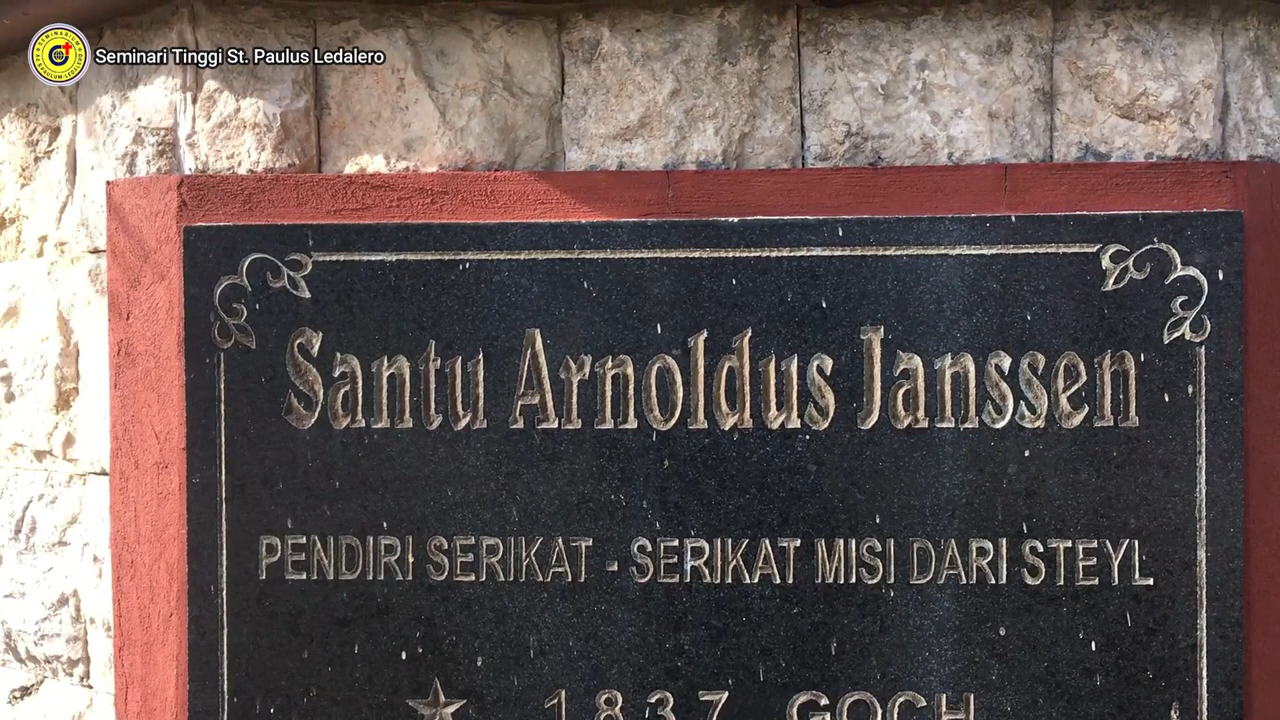 Seminari Tinggi St. Paulus Ledalero
Santu Arnoldus Janssen
PENDIRI SERIKAT - SERIKAT MISI DARI STEYL
1837 GOCH